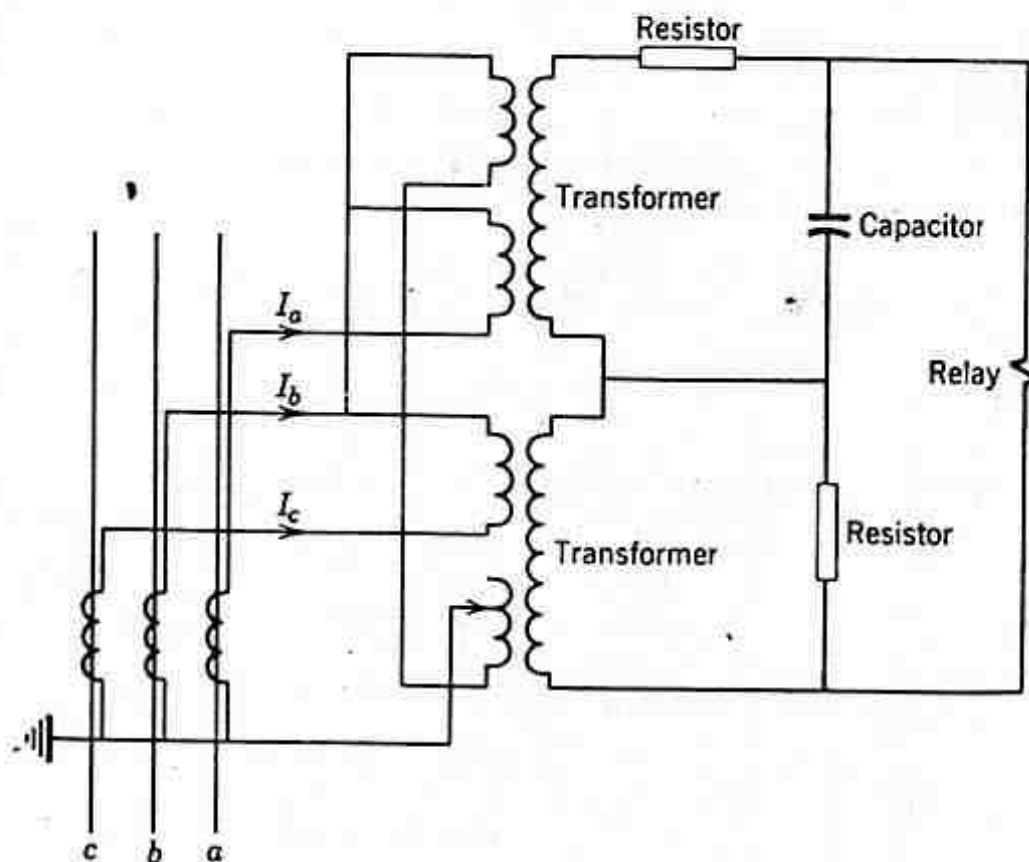 Resistor
Transformer
Capacitor
I_a
I_b
Relay
I_c
Transformer
Resistor
c b a